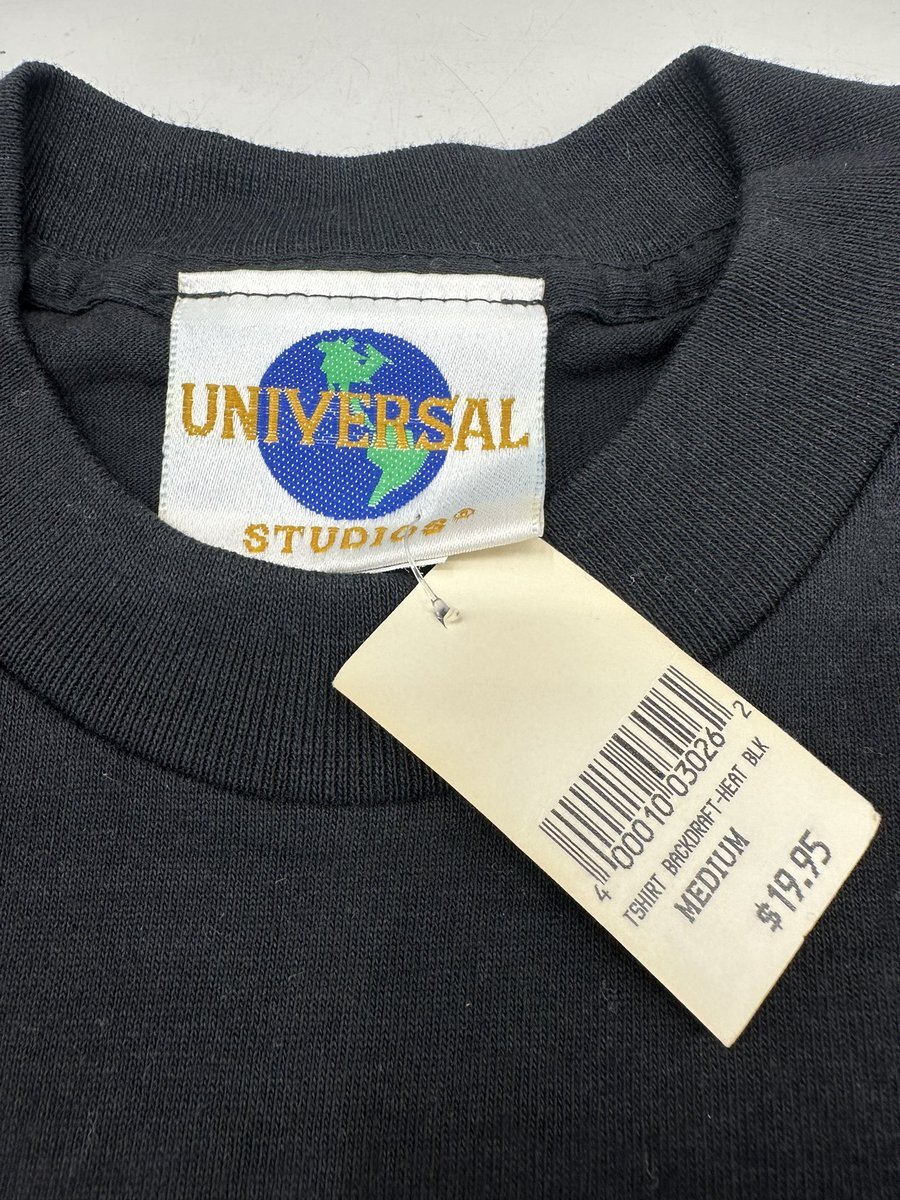 UNIVERSAL
STUDIOS®
4 00010 03026 2
TSHIRT BACKDRAFT-HEAT BLK
MEDIUM
$19.95